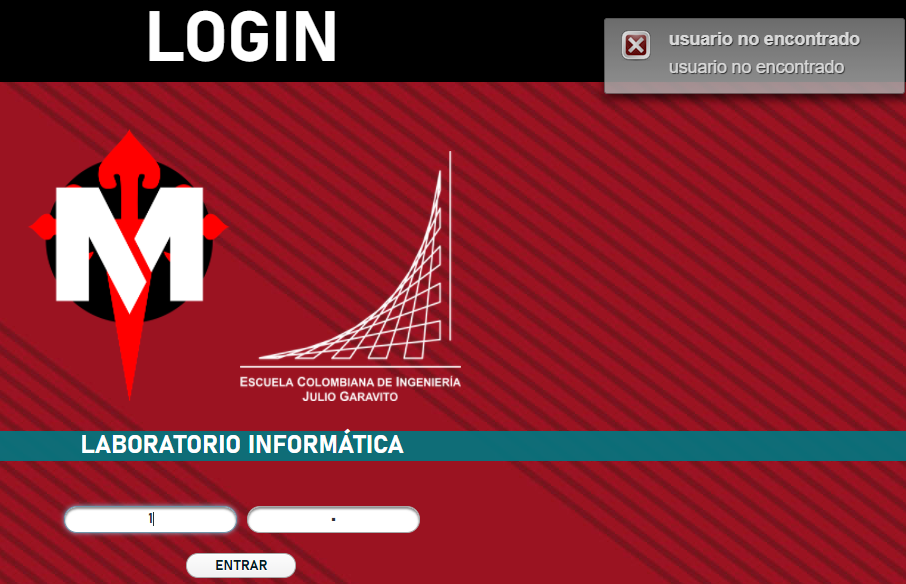 LOGIN
usuario no encontrado
usuario no encontrado
M
ESCUELA COLOMBIANA DE INGENIERÍA
JULIO GARAVITO
LABORATORIO INFORMÁTICA
1
ENTRAR